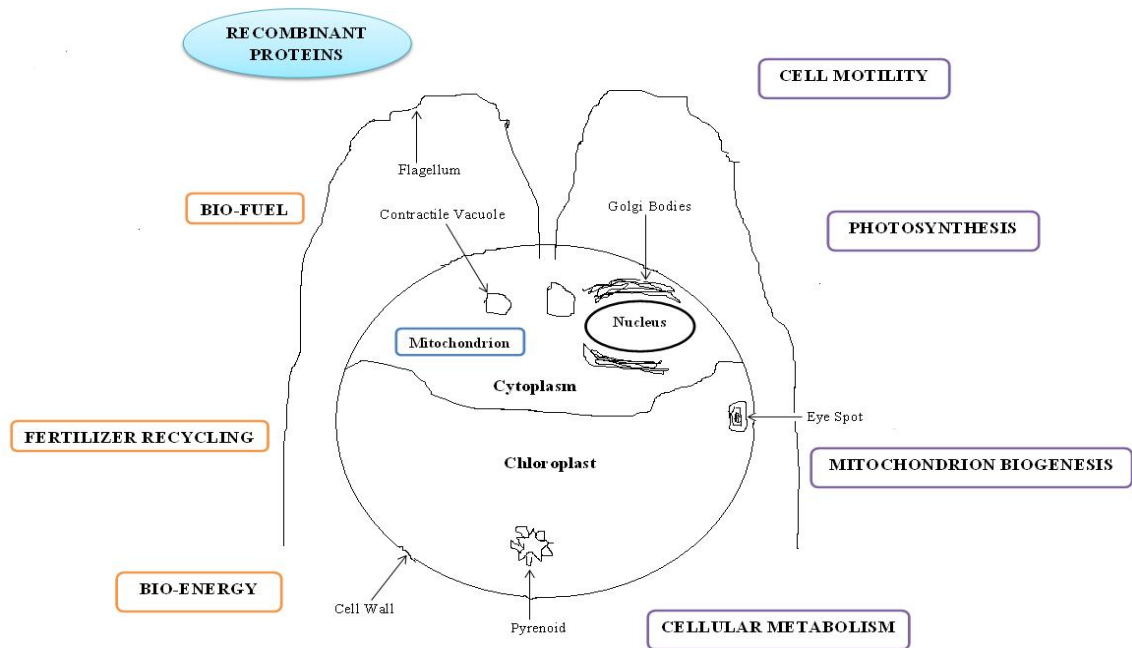 RECOMBINANT
PROTEINS
CELL MOTILITY
Flagellum
BIO-FUEL
Contractile Vacuole
Golgi Bodies
PHOTOSYNTHESIS
Nucleus
Mitochondrion
Cytoplasm
Eye Spot
FERTILIZER RECYCLING
Chloroplast
MITOCHONDRION BIOGENESIS
BIO-ENERGY
Cell Wall
Pyrenoid
CELLULAR METABOLISM